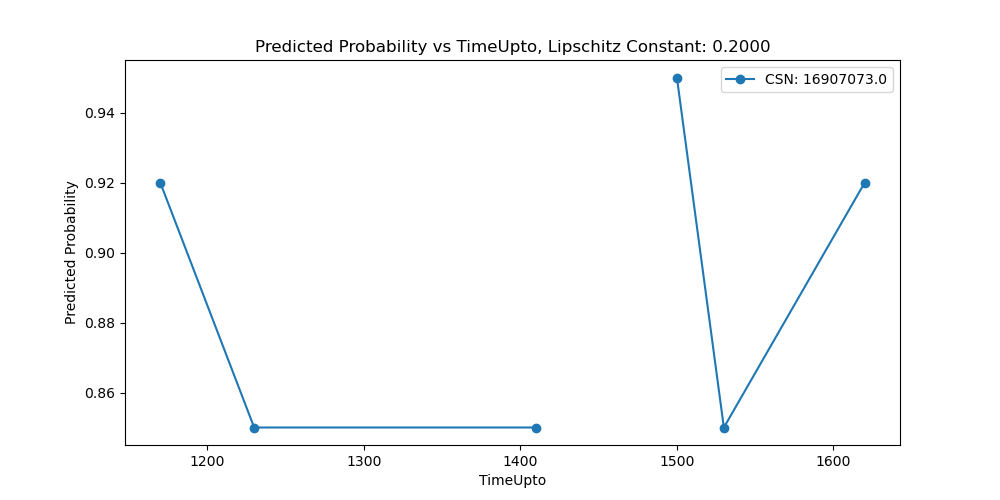 Predicted Probability vs TimeUpto, Lipschitz Constant: 0.2000
CSN: 16907073.0
0.94
0.92
0.90
0.88
0.86
Predicted Probability
1200 1300 1400 1500 1600
TimeUpto